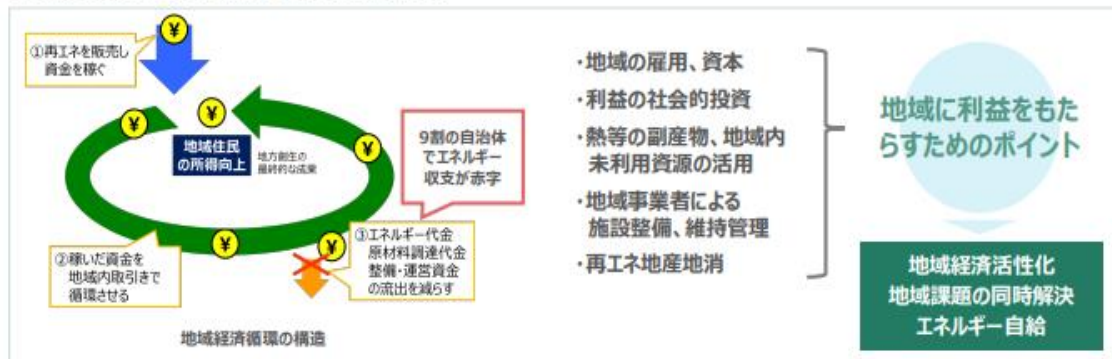 ①再エネを販売し
資金を稼ぐ
¥
¥
¥
¥
¥
¥
地域住民
の所得向上
地方創生の
最終的な成果
9割の自治体
でエネルギー
収支が赤字
②稼いだ資金を
地域内取引きで
循環させる
③エネルギー代金
原材料調達代金
整備・運営資金
の流出を減らす
地域経済循環の構造
・地域の雇用、資本
・利益の社会的投資
・熱等の副産物、地域内
未利用資源の活用
・地域事業者による
施設整備、維持管理
・再エネ地産地消
地域に利益をもた
らすためのポイント
地域経済活性化
地域課題の同時解決
エネルギー自給